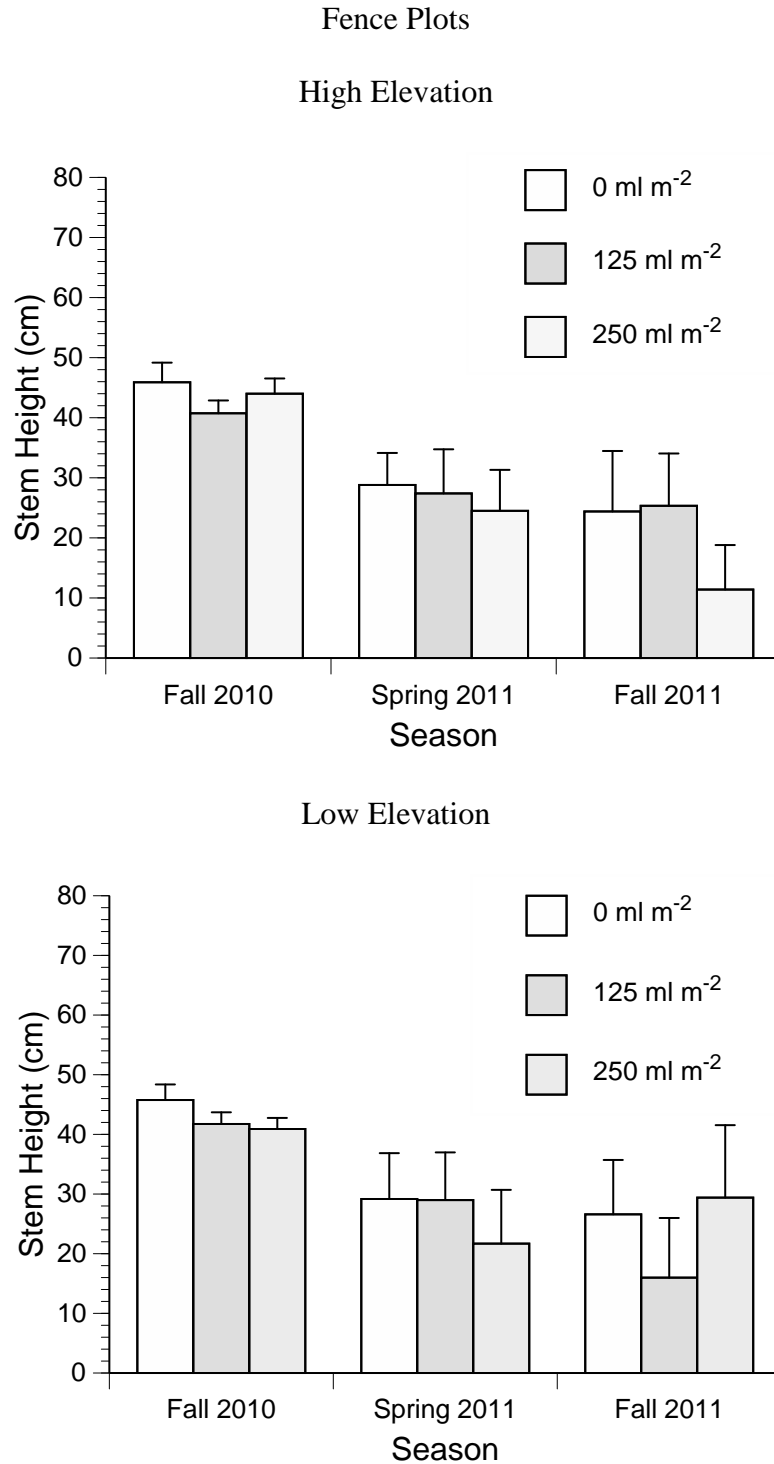 Fence Plots
High Elevation
80
70
60
50
40
30
20
10
0
Stem Height (cm)
0 ml m⁻²
125 ml m⁻²
250 ml m⁻²
Fall 2010 Spring 2011 Fall 2011
Season
Low Elevation
80
70
60
50
40
30
20
10
0
Stem Height (cm)
0 ml m⁻²
125 ml m⁻²
250 ml m⁻²
Fall 2010 Spring 2011 Fall 2011
Season